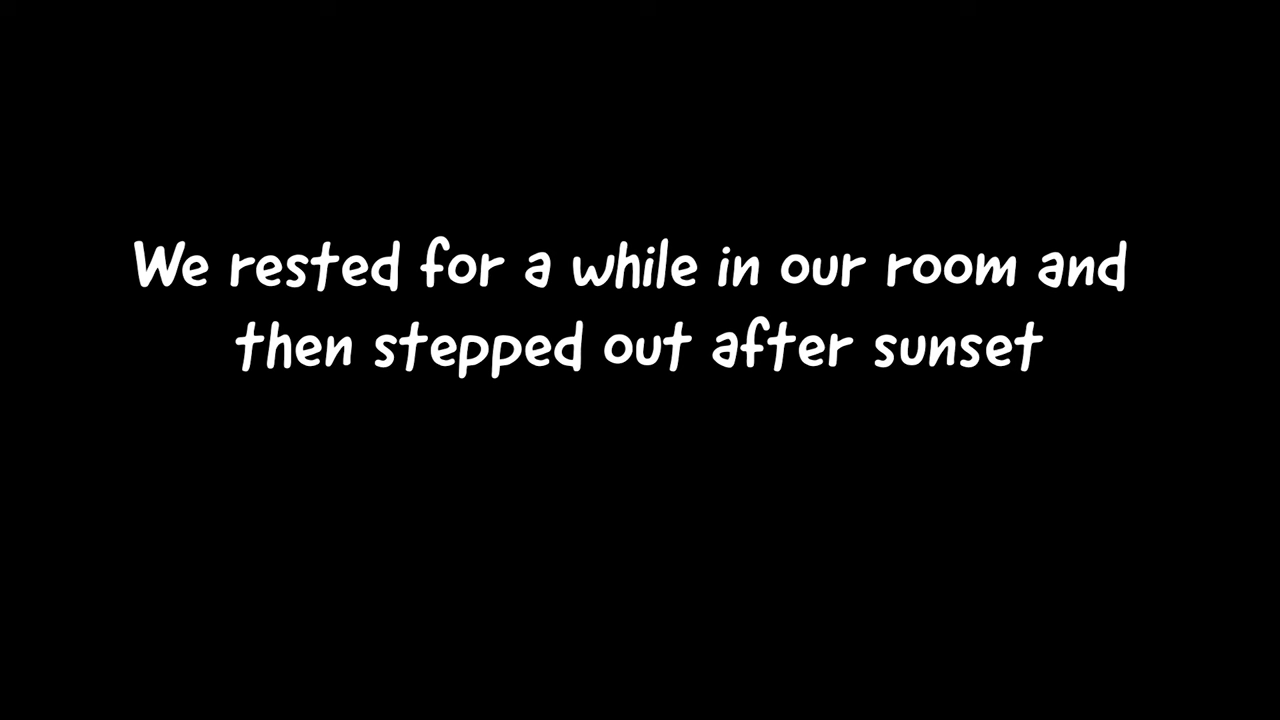 We rested for a while in our room and
then stepped out after sunset